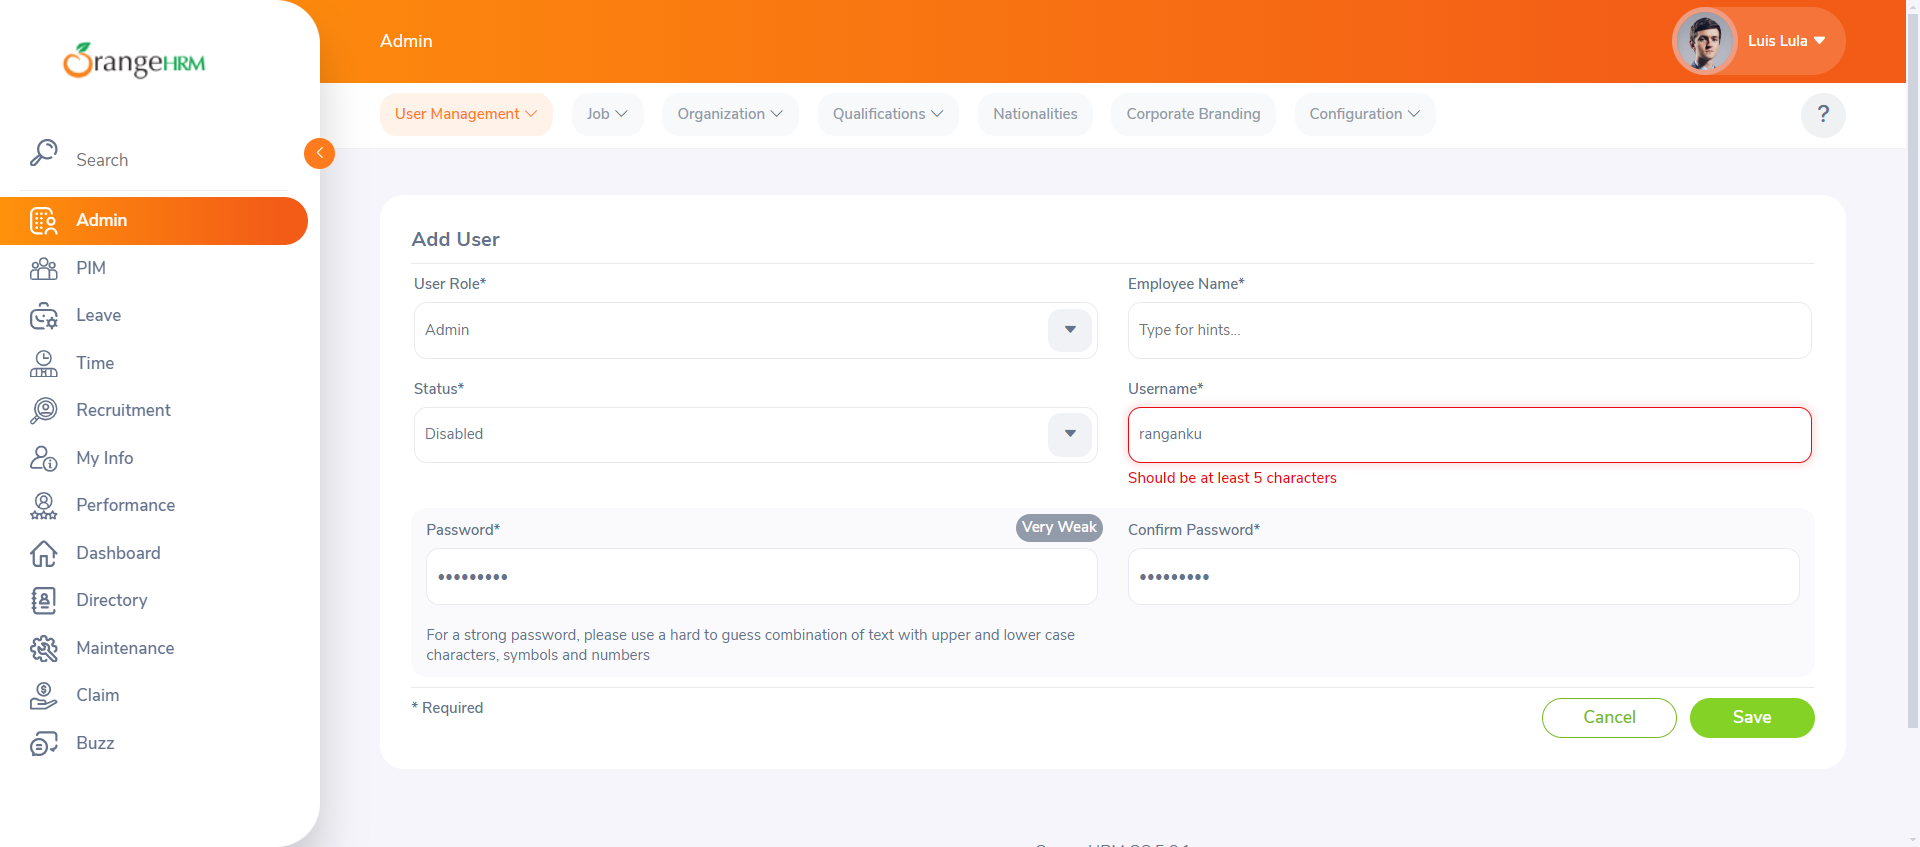 OrangeHRM
Admin
Luis Lula
User Management
Job
Organization
Qualifications
Nationalities
Corporate Branding
Configuration
?
Search
Admin
PIM
Leave
Time
Recruitment
My Info
Performance
Dashboard
Directory
Maintenance
Claim
Buzz
Add User
User Role*
Admin
Employee Name*
Type for hints...
Status*
Disabled
Username*
ranganku
Should be at least 5 characters
Password*
Very Weak
•••••••••
Confirm Password*
•••••••••
For a strong password, please use a hard to guess combination of text with upper and lower case
characters, symbols and numbers
* Required
Cancel
Save